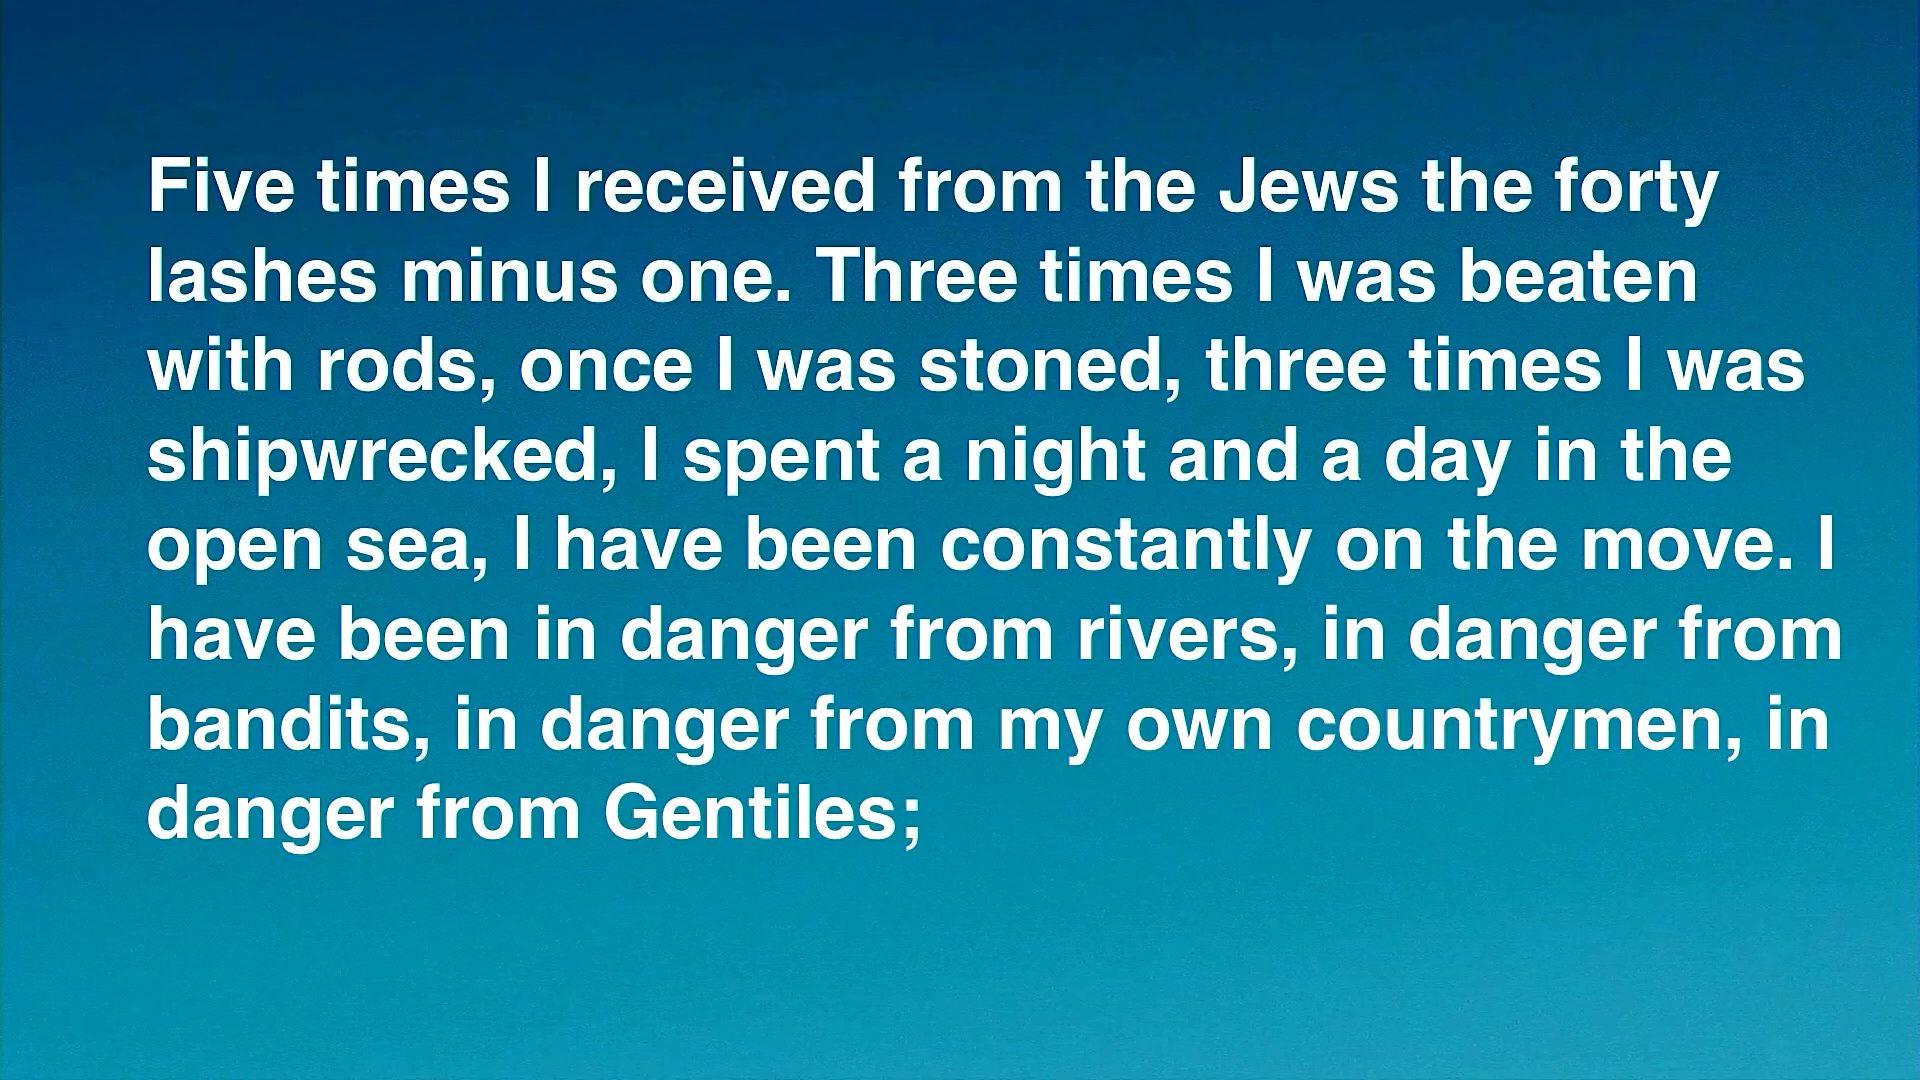 Five times I received from the Jews the forty
lashes minus one. Three times I was beaten
with rods, once I was stoned, three times I was
shipwrecked, I spent a night and a day in the
open sea, I have been constantly on the move. I
have been in danger from rivers, in danger from
bandits, in danger from my own countrymen, in
danger from Gentiles;